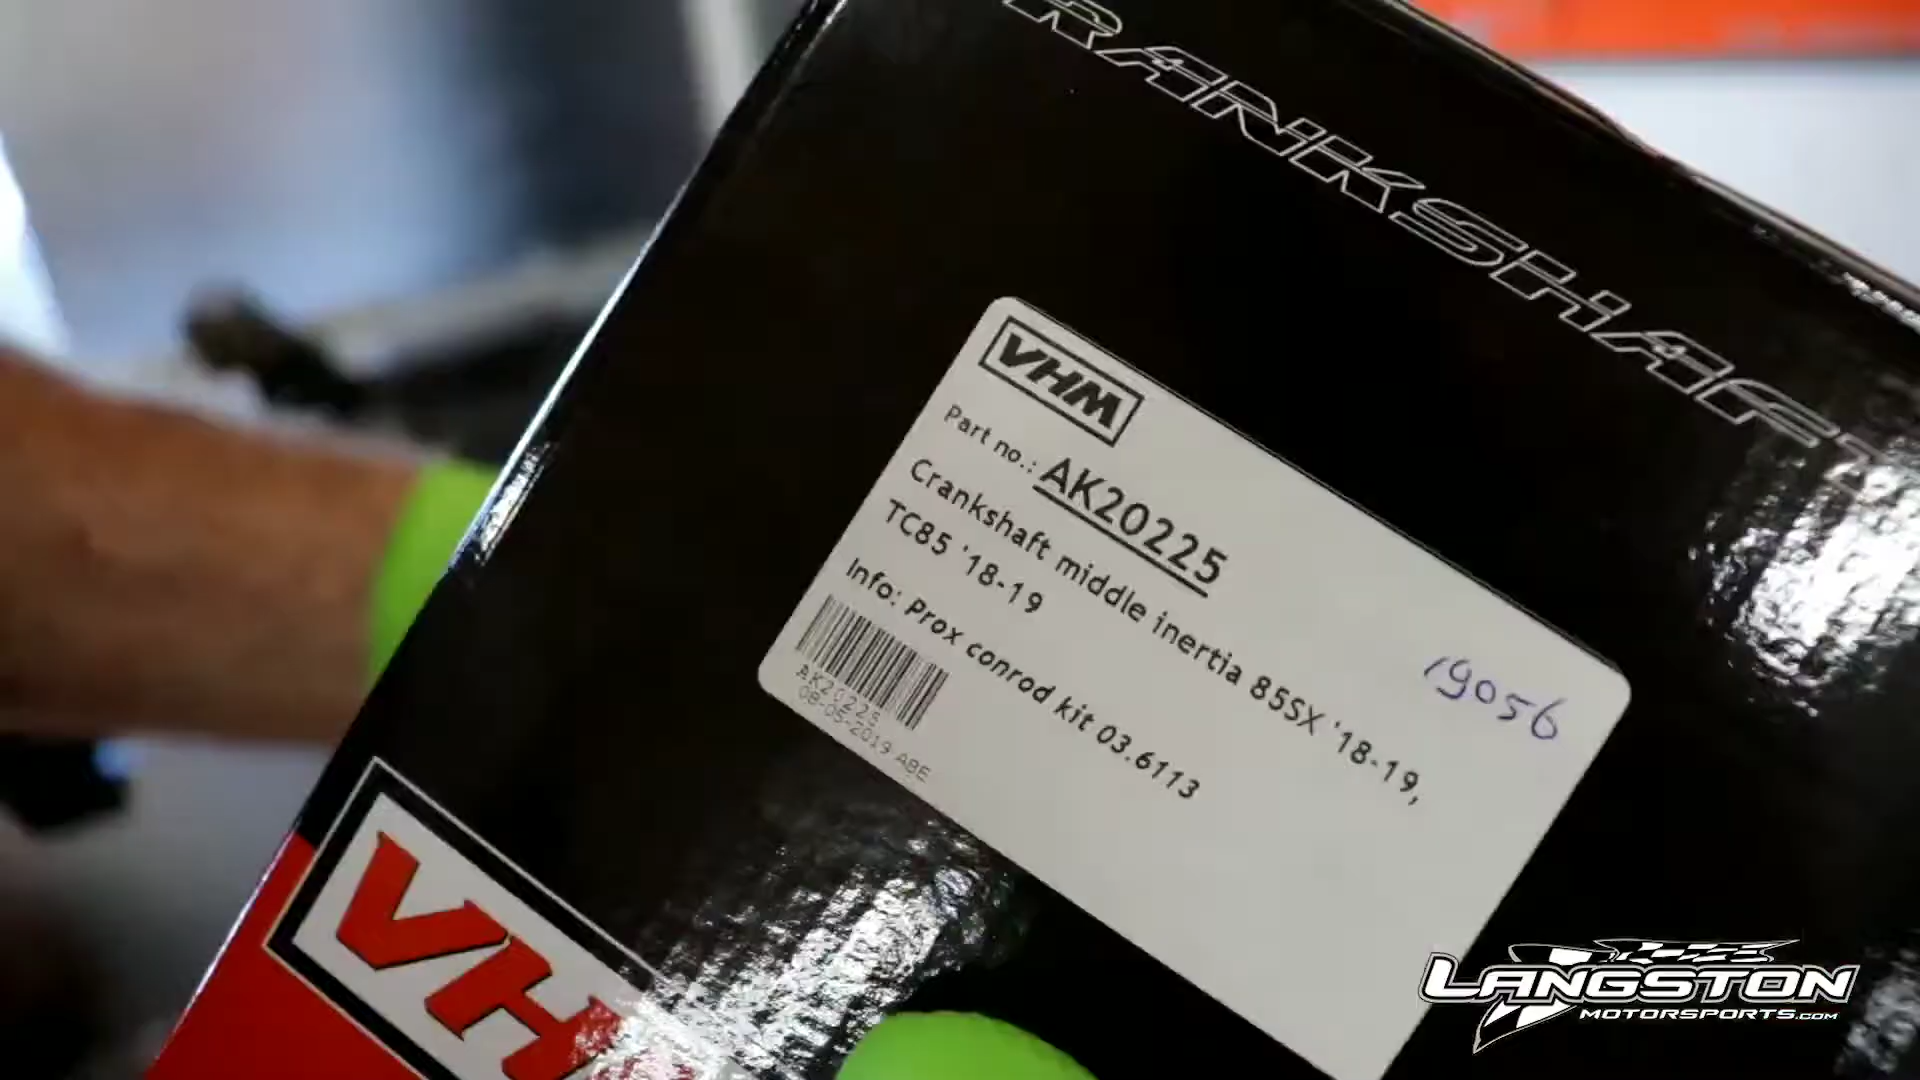 RANKSHAFT
VHM
Part no.: AK20225
Crankshaft middle inertia 85SX '18-19,
TC85 '18-19
Info: Prox conrod kit 03.6113
19056
AK20225
08-05-2019 ABE
VH
LANGSTON
MOTORSPORTS.COM